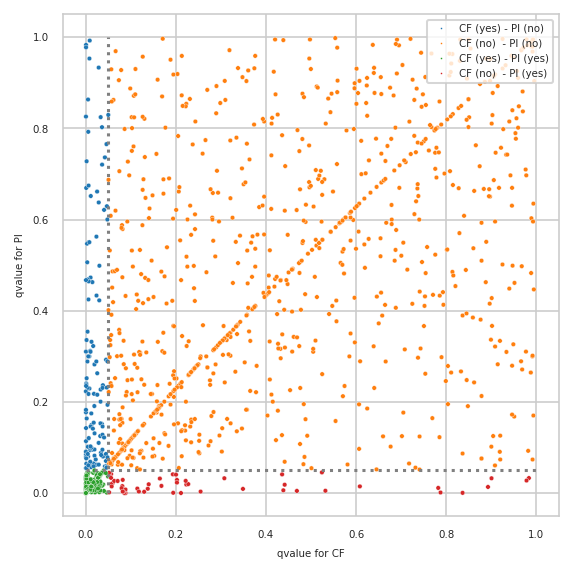 CF (yes) - PI (no)
CF (no) - PI (no)
CF (yes) - PI (yes)
CF (no) - PI (yes)
1.0
0.8
0.6
0.4
0.2
0.0
qvalue for PI
0.0 0.2 0.4 0.6 0.8 1.0
qvalue for CF